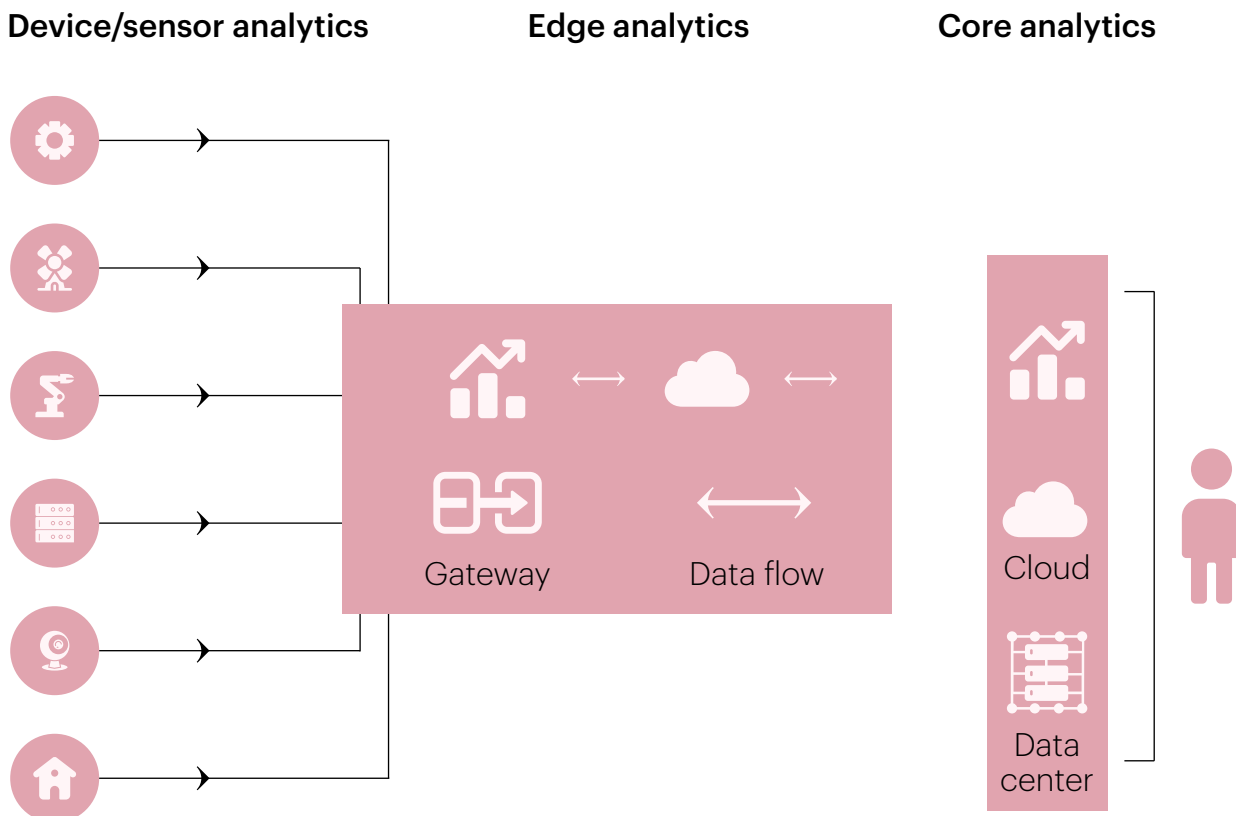 Device/sensor analytics
Edge analytics
Core analytics
Gateway
Data flow
Cloud
Data
center